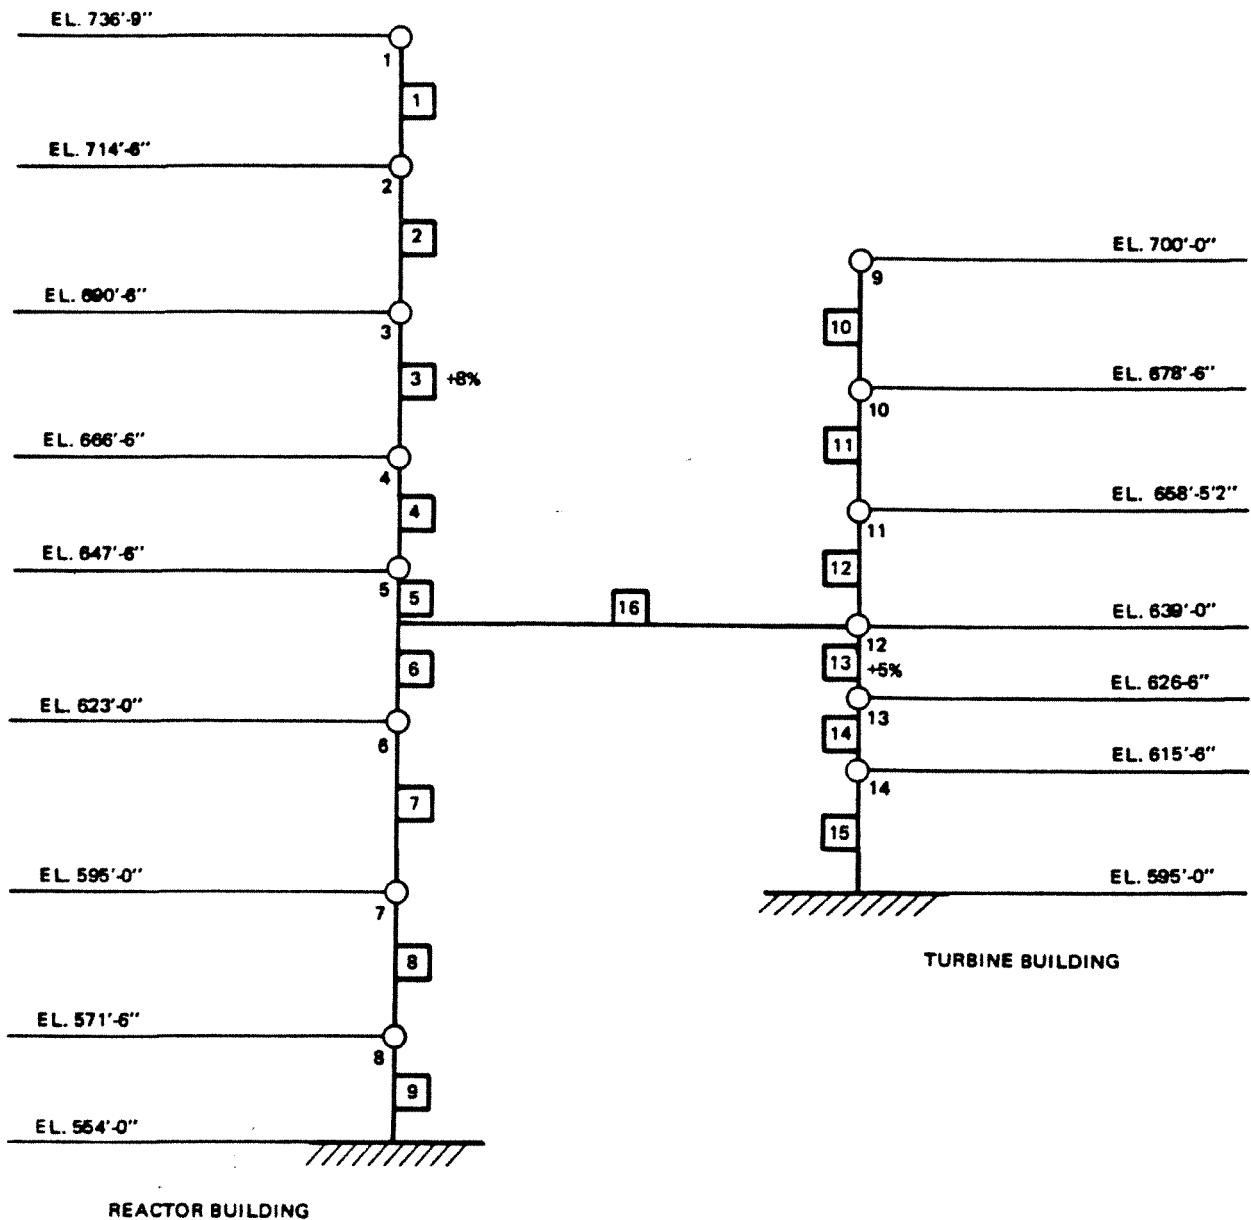 EL. 736'-9"
1
1
EL. 714'-6"
2
2
EL. 690'-6"
3
3 +8%
EL. 666'-6"
4
4
EL. 647'-6"
5
5
6
EL. 623'-0"
6
7
EL. 595'-0"
7
8
EL. 571'-6"
8
9
EL. 554'-0"
REACTOR BUILDING
16
EL. 700'-0"
9
10
EL. 678'-6"
10
11
EL. 658'-5'2"
11
12
EL. 639'-0"
12
13 +5%
EL. 626-6"
13
14
EL. 615'-6"
14
15
EL. 595'-0"
TURBINE BUILDING